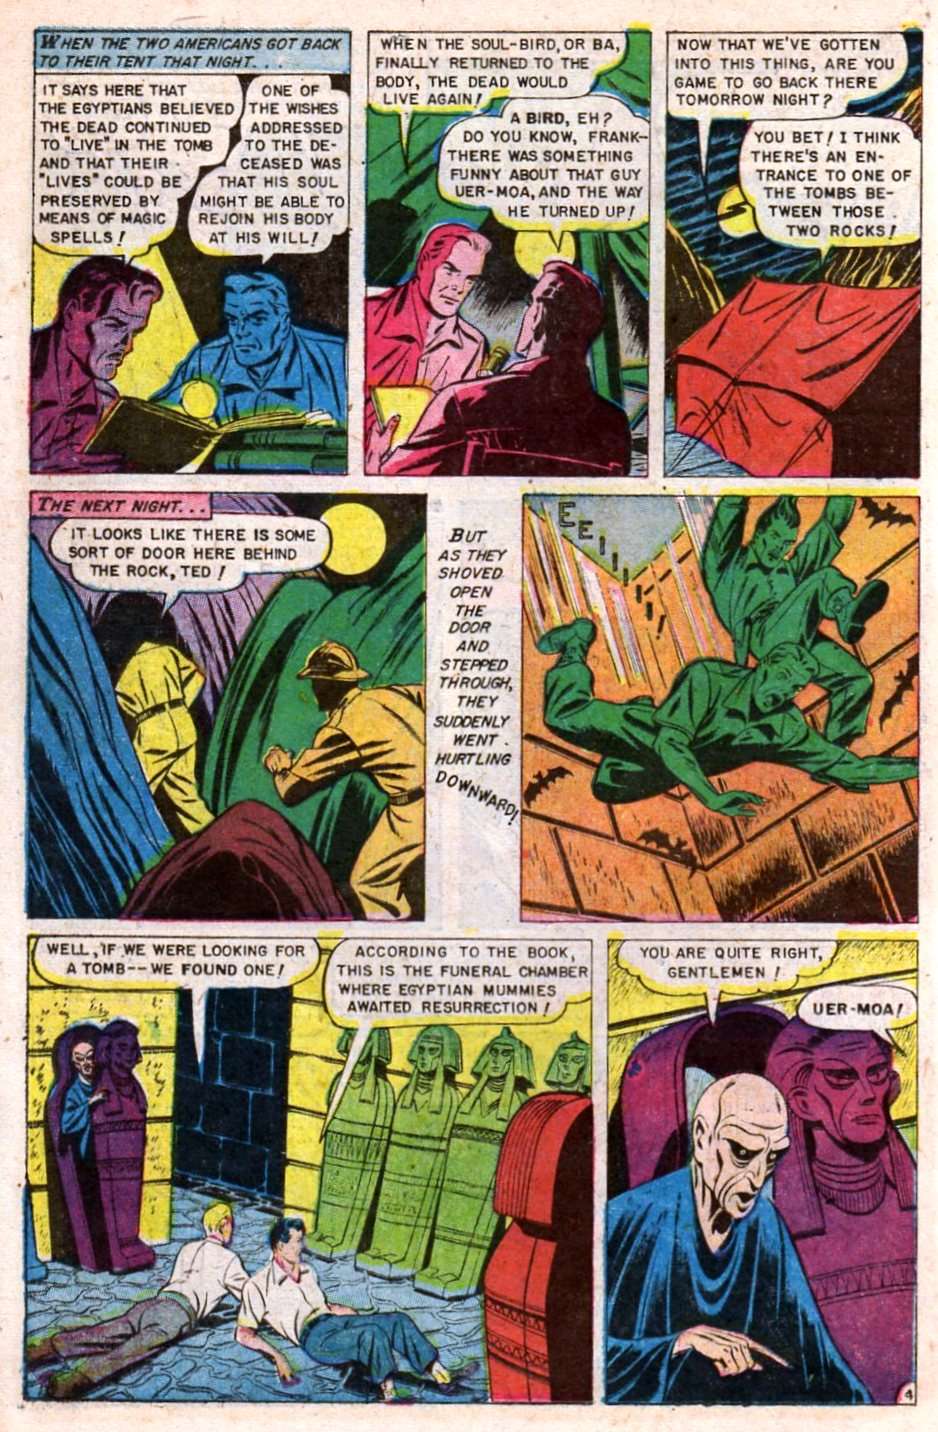 WHEN THE TWO AMERICANS GOT BACK
TO THEIR TENT THAT NIGHT. . .
IT SAYS HERE THAT
THE EGYPTIANS BELIEVED
THE DEAD CONTINUED
TO "LIVE" IN THE TOMB
AND THAT THEIR
"LIVES" COULD BE
PRESERVED BY
MEANS OF MAGIC
SPELLS!
ONE OF
THE WISHES
ADDRESSED
TO THE DE-
CEASED WAS
THAT HIS SOUL
MIGHT BE ABLE TO
REJOIN HIS BODY
AT HIS WILL!
WHEN THE SOUL-BIRD, OR BA,
FINALLY RETURNED TO THE
BODY, THE DEAD WOULD
LIVE AGAIN!
A BIRD, EH?
DO YOU KNOW, FRANK--
THERE WAS SOMETHING
FUNNY ABOUT THAT GUY
UER-MOA, AND THE WAY
HE TURNED UP!
NOW THAT WE'VE GOTTEN
INTO THIS THING, ARE YOU
GAME TO GO BACK THERE
TOMORROW NIGHT?
YOU BET! I THINK
THERE'S AN EN-
TRANCE TO ONE OF
THE TOMBS BE-
TWEEN THOSE
TWO ROCKS!
THE NEXT NIGHT. . .
IT LOOKS LIKE THERE IS SOME
SORT OF DOOR HERE BEHIND
THE ROCK, TED!
BUT
AS THEY
SHOVED
OPEN
THE
DOOR
AND
STEPPED
THROUGH,
THEY
SUDDENLY
WENT
HURTLING
DOWNWARD!
EEIIII!!
WELL, IF WE WERE LOOKING FOR
A TOMB-- WE FOUND ONE!
ACCORDING TO THE BOOK,
THIS IS THE FUNERAL CHAMBER
WHERE EGYPTIAN MUMMIES
AWAITED RESURRECTION!
YOU ARE QUITE RIGHT,
GENTLEMEN!
UER-MOA!
4